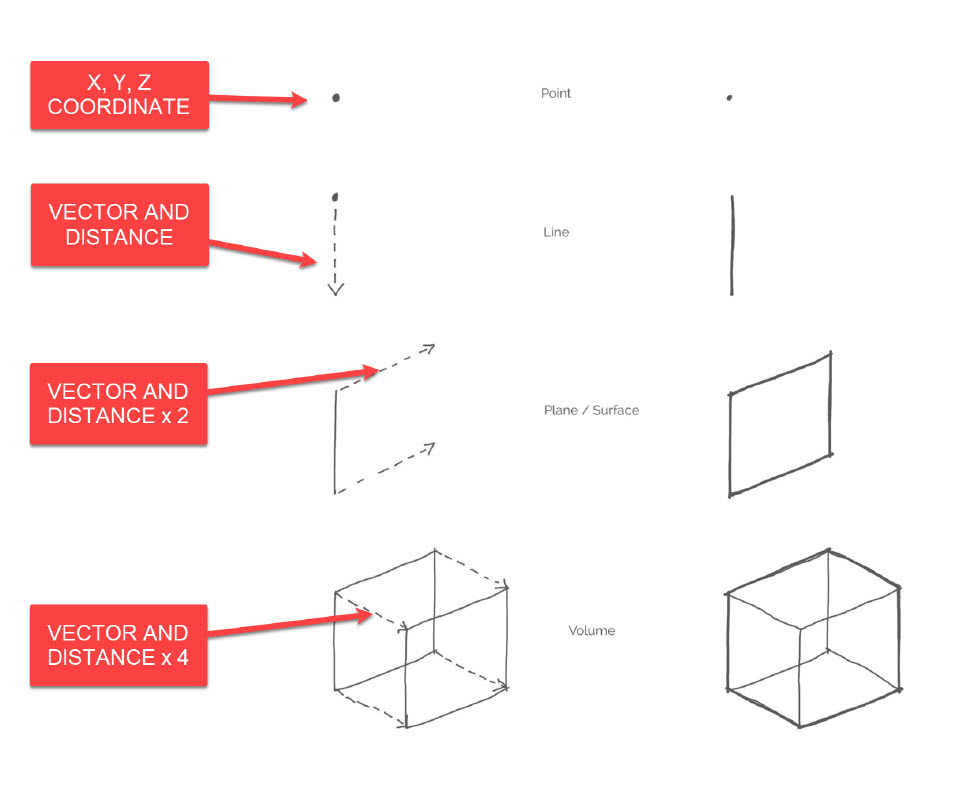 X, Y, Z
COORDINATE
Point
VECTOR AND
DISTANCE
Line
VECTOR AND
DISTANCE x 2
Plane / Surface
VECTOR AND
DISTANCE x 4
Volume